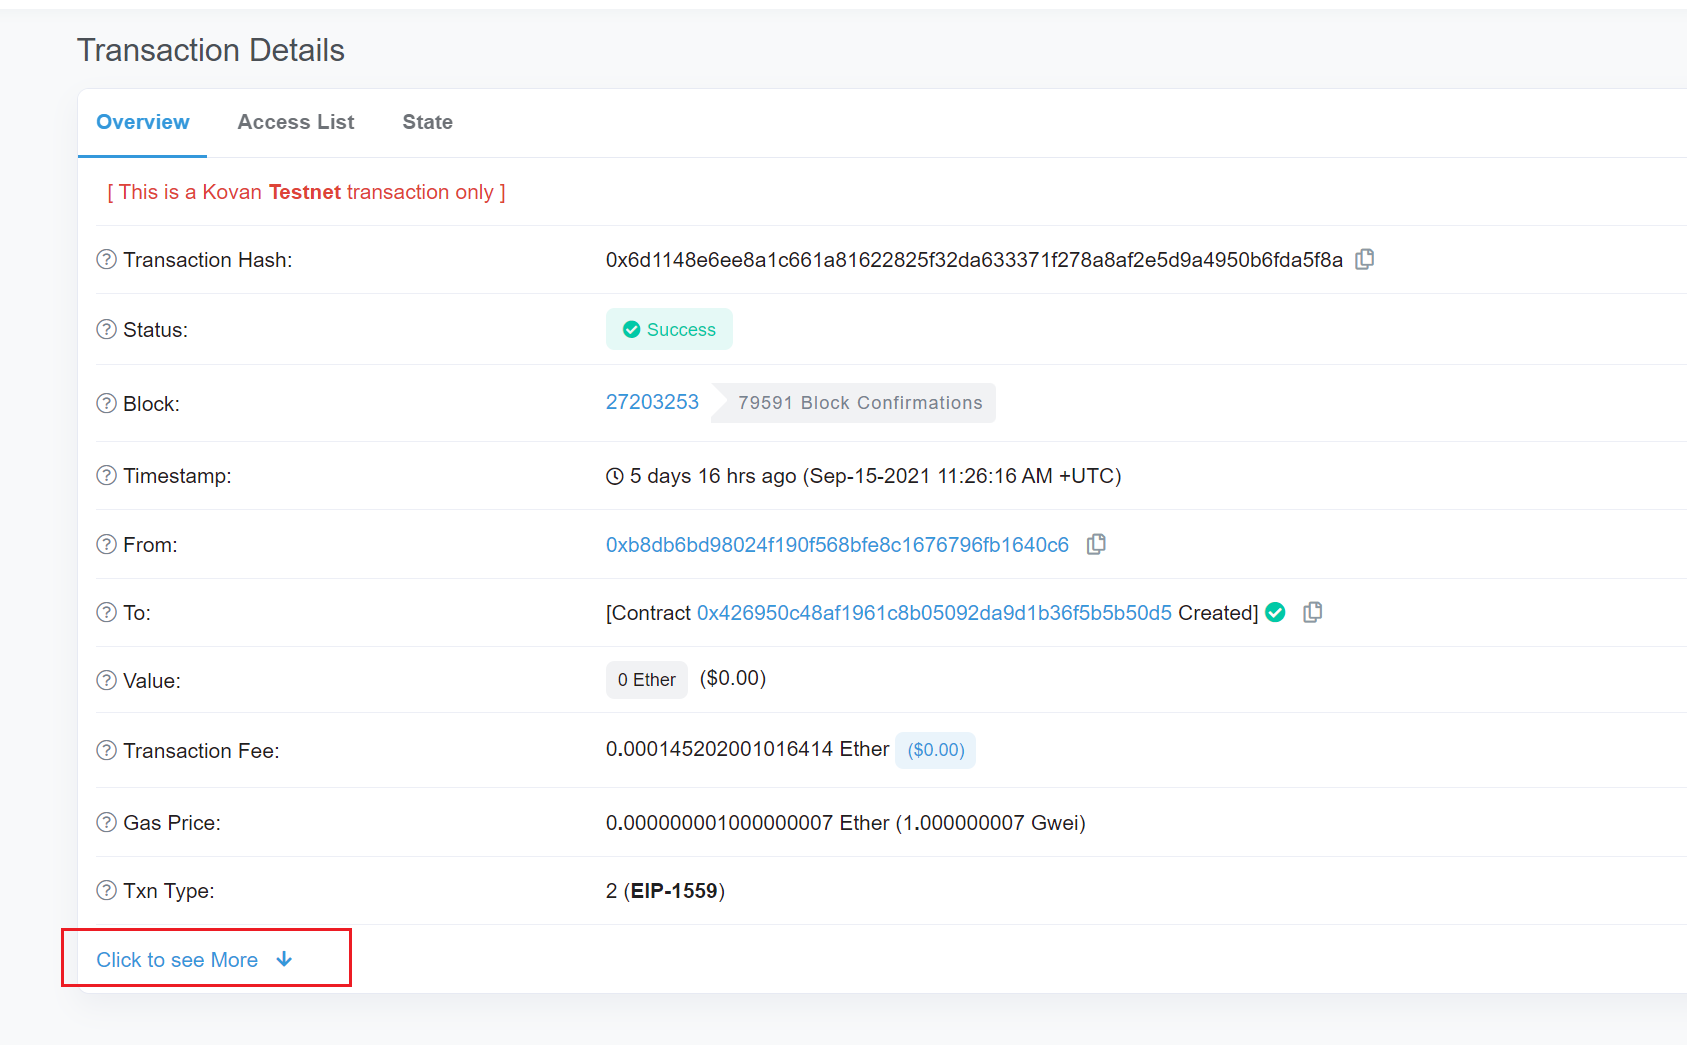 Transaction Details
Overview Access List State
[ This is a Kovan Testnet transaction only ]
Transaction Hash: 0x6d1148e6ee8a1c661a81622825f32da633371f278a8af2e5d9a4950b6fda5f8a
Status: Success
Block: 27203253 79591 Block Confirmations
Timestamp: 5 days 16 hrs ago (Sep-15-2021 11:26:16 AM +UTC)
From: 0xb8db6bd98024f190f568bfe8c1676796fb1640c6
To: [Contract 0x426950c48af1961c8b05092da9d1b36f5b5b50d5 Created]
Value: 0 Ether ($0.00)
Transaction Fee: 0.000145202001016414 Ether ($0.00)
Gas Price: 0.000000001000000007 Ether (1.000000007 Gwei)
Txn Type: 2 (EIP-1559)
Click to see More